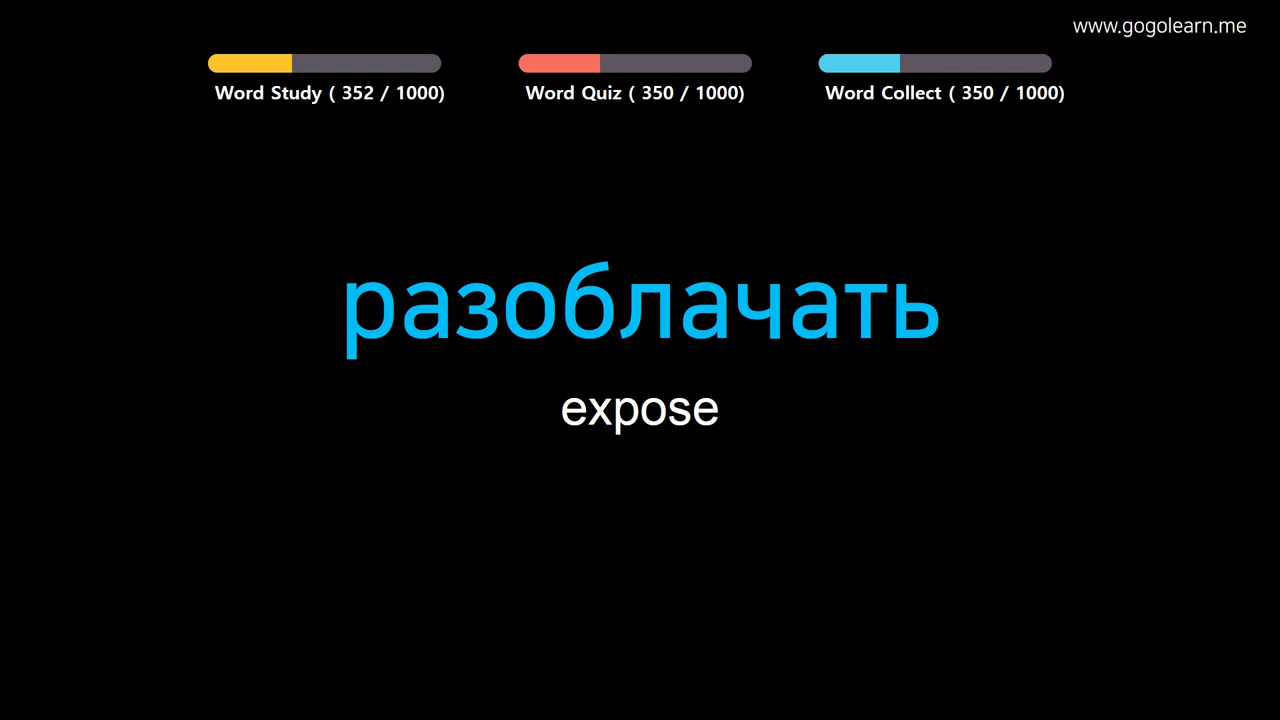 www.gogolearn.me
Word Study ( 352 / 1000)
Word Quiz ( 350 / 1000)
Word Collect ( 350 / 1000)
разоблачать
expose